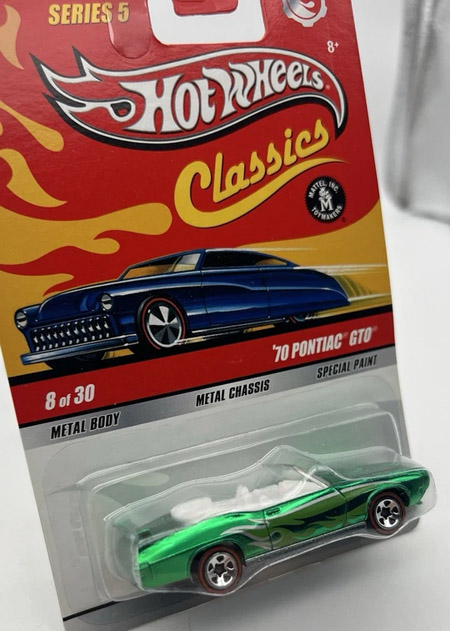 SERIES 5
8+
HOT WHEELS
Classics
MATTEL, INC.
M
TOYMAKERS
'70 PONTIAC GTO
8 of 30
METAL BODY
METAL CHASSIS
SPECIAL PAINT